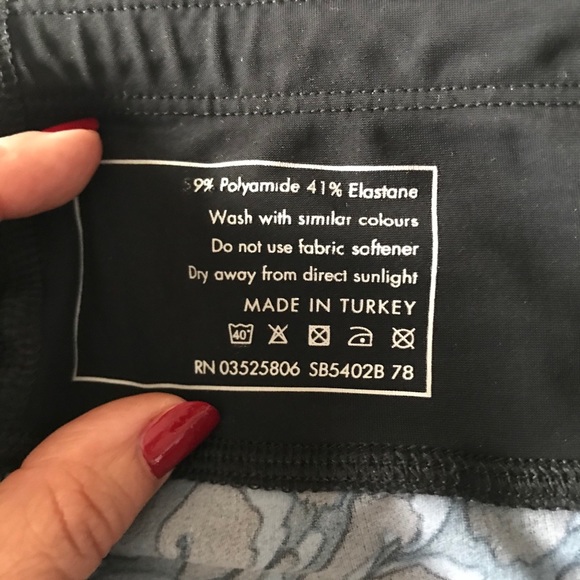 59% Polyamide 41% Elastane
Wash with similar colours
Do not use fabric softener
Dry away from direct sunlight
MADE IN TURKEY
40°
RN 03525806 SB5402B 78